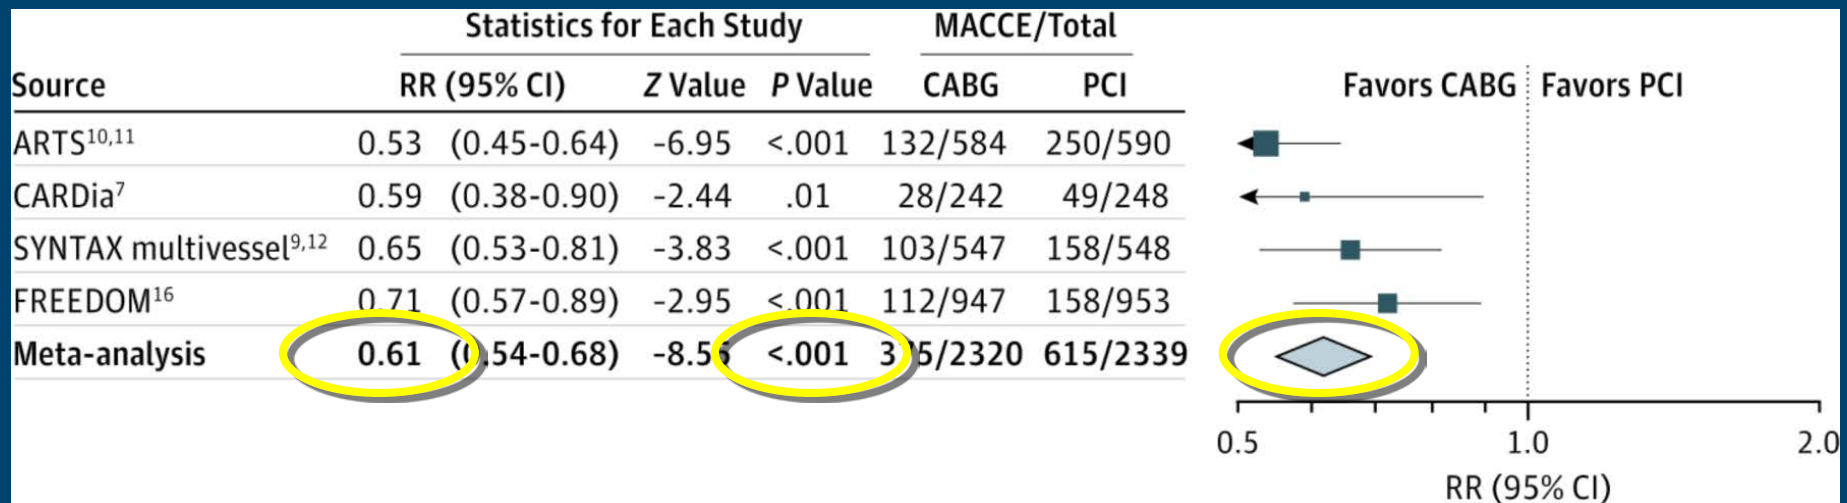 Statistics for Each Study MACCE/Total
Source RR (95% CI) Z Value P Value CABG PCI Favors CABG Favors PCI
ARTS10,11 0.53 (0.45-0.64) -6.95 <.001 132/584 250/590
CARDia7 0.59 (0.38-0.90) -2.44 .01 28/242 49/248
SYNTAX multivessel9,12 0.65 (0.53-0.81) -3.83 <.001 103/547 158/548
FREEDOM16 0.71 (0.57-0.89) -2.95 <.001 112/947 158/953
Meta-analysis 0.61 (0.54-0.68) <.001 615/2339
0.5 1.0 2.0
RR (95% CI)